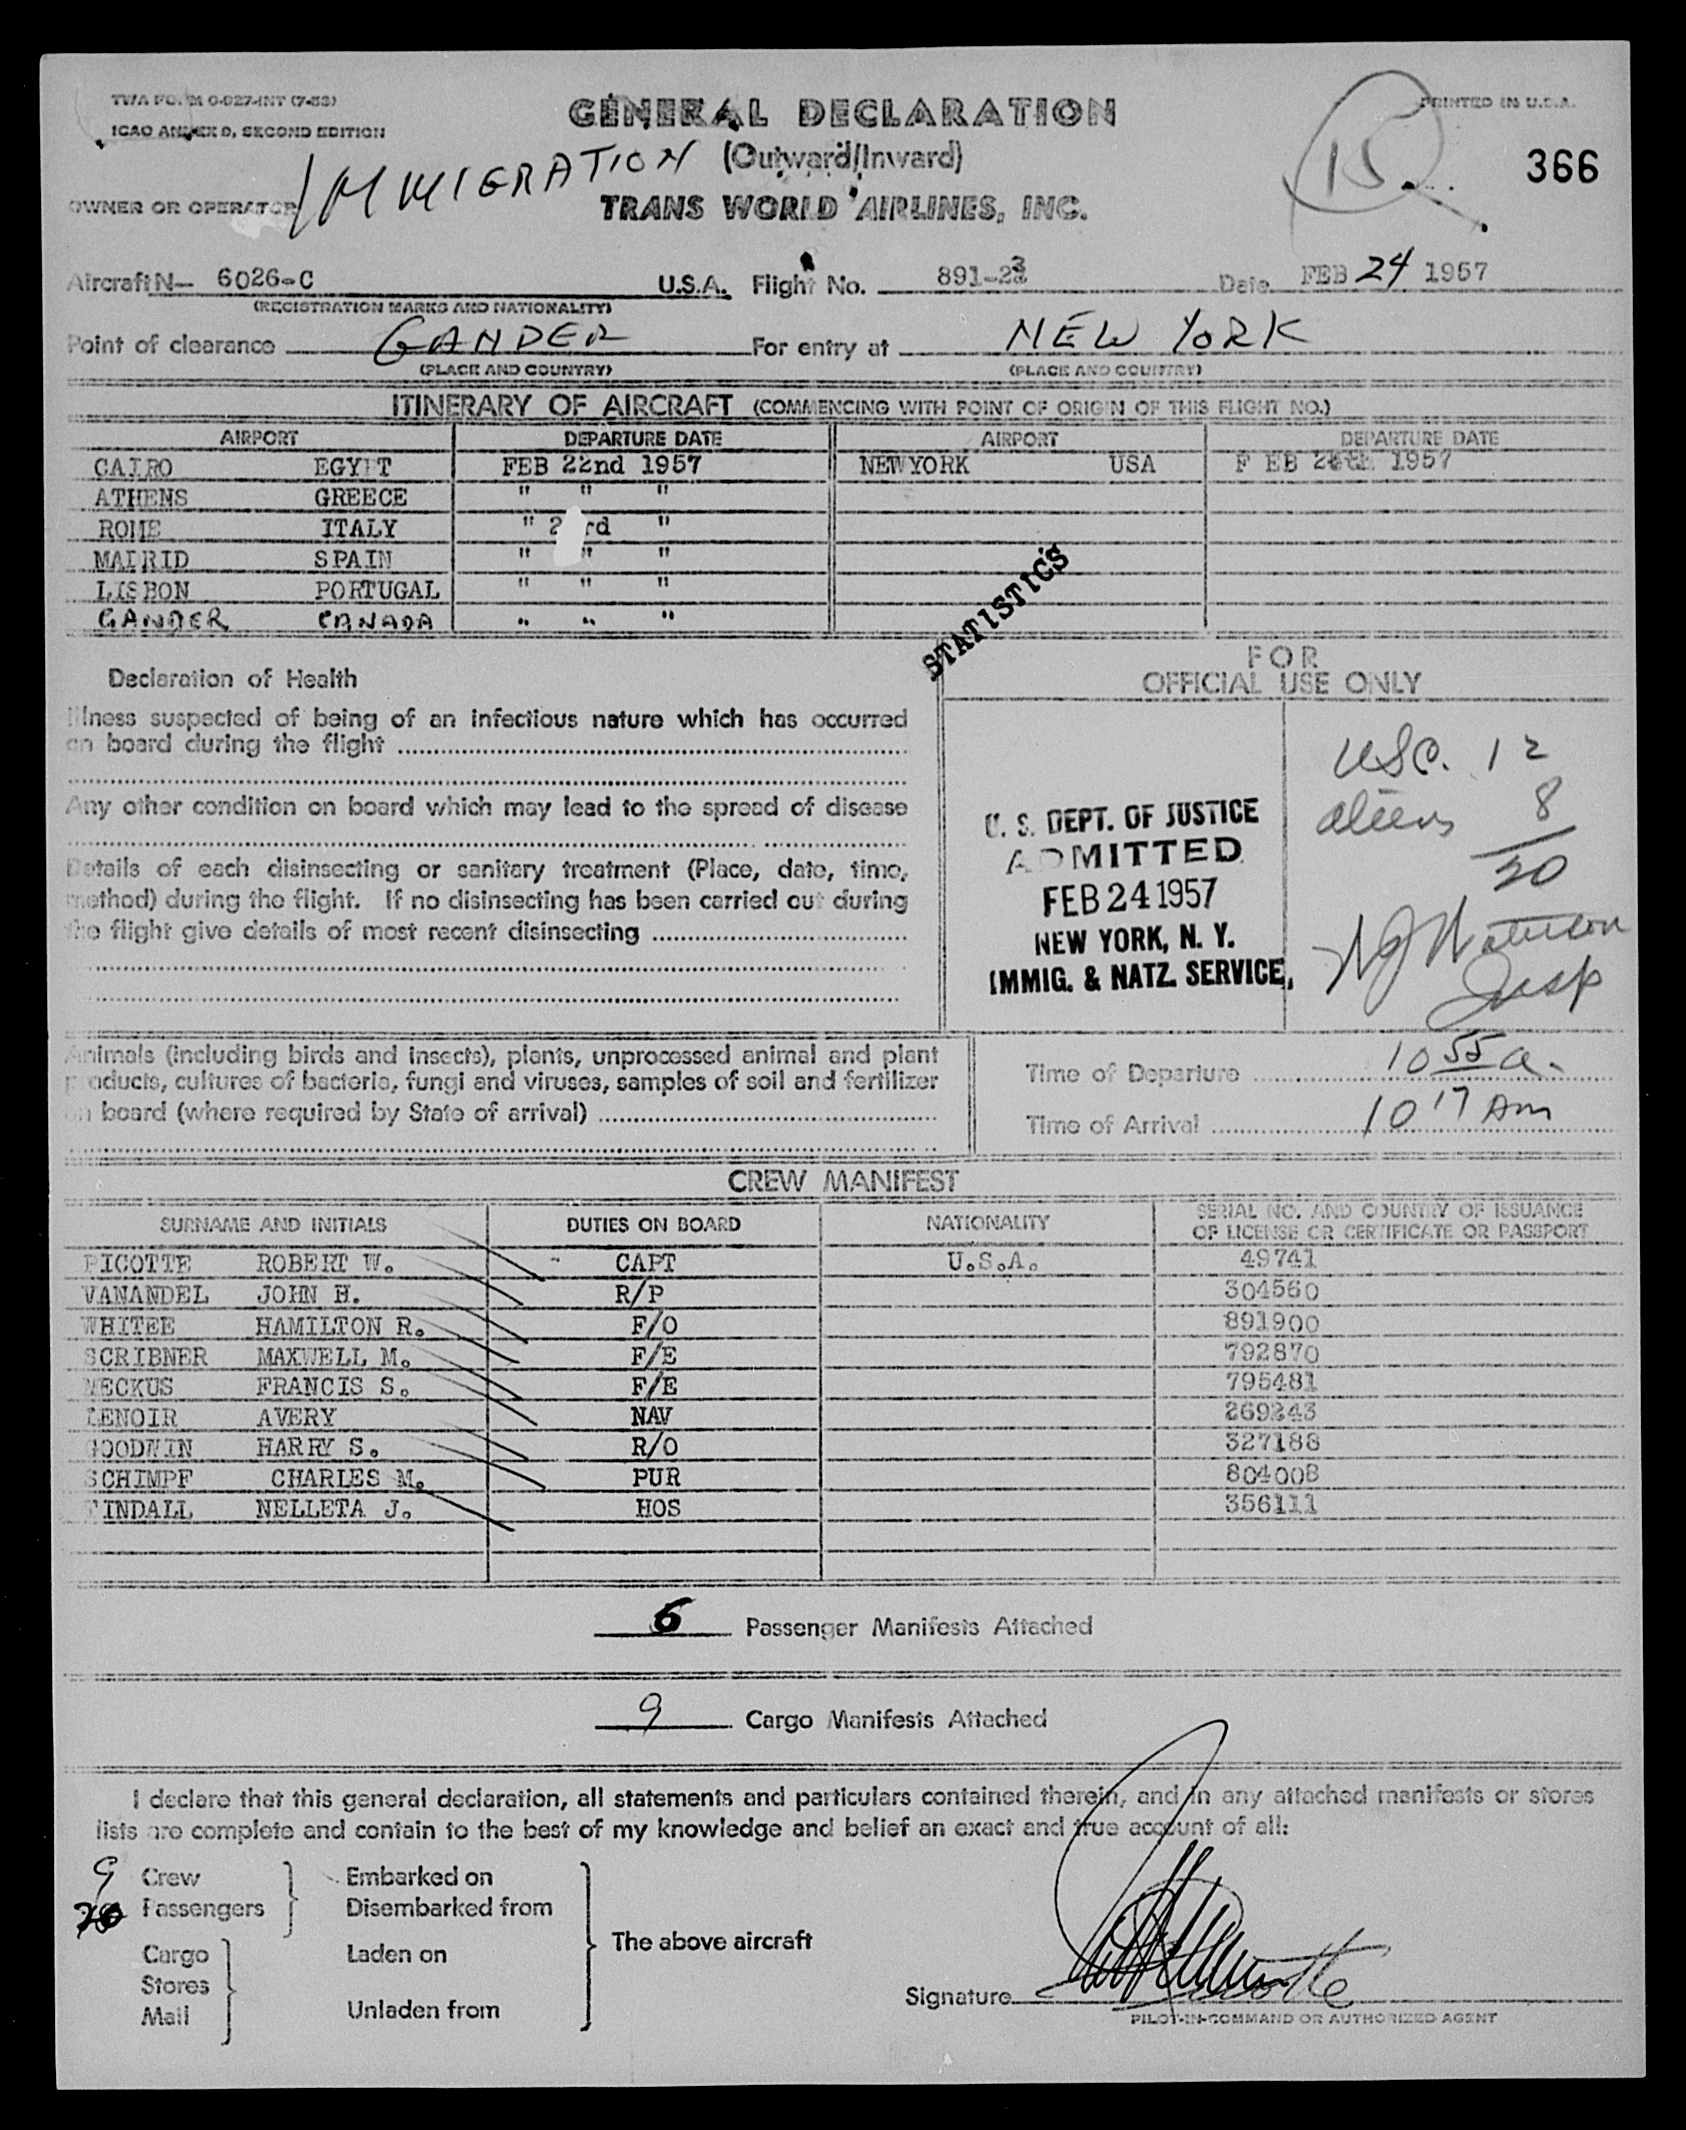 TWA FORM O-027-INT (7-53)
ICAO ANNEX 9, SECOND EDITION
GENERAL DECLARATION
PRINTED IN U.S.A.
(Outward/Inward)
IMMIGRATION
15
366
OWNER OR OPERATOR
TRANS WORLD AIRLINES, INC.
Aircraft N- 6026-C U.S.A. Flight No. 891-23 Date FEB 24 1957
(REGISTRATION MARKS AND NATIONALITY)
Point of clearance GANDER For entry at NEW YORK
(PLACE AND COUNTRY) (PLACE AND COUNTRY)
ITINERARY OF AIRCRAFT (COMMENCING WITH POINT OF ORIGIN OF THIS FLIGHT NO.)
AIRPORT DEPARTURE DATE AIRPORT DEPARTURE DATE
CAIRO EGYPT FEB 22nd 1957 NEW YORK USA F EB 1957
ATHENS GREECE " " "
ROME ITALY " 23rd "
MADRID SPAIN " " "
LISBON PORTUGAL " " "
GANDER CANADA " " "
STATISTICS
Declaration of Health
FOR
OFFICIAL USE ONLY
Illness suspected of being of an infectious nature which has occurred
on board during the flight
Any other condition on board which may lead to the spread of disease
Details of each disinsecting or sanitary treatment (Place, date, time,
method) during the flight. If no disinsecting has been carried out during
the flight give details of most recent disinsecting
U. S. DEPT. OF JUSTICE
ADMITTED
FEB 24 1957
NEW YORK, N. Y.
IMMIG. & NATZ. SERVICE,
USC. 12
aliens 8
20
Insp
Animals (including birds and insects), plants, unprocessed animal and plant
products, cultures of bacteria, fungi and viruses, samples of soil and fertilizer
on board (where required by State of arrival)
Time of Departure 10 55 a.
Time of Arrival 10 17 Am
CREW MANIFEST
SURNAME AND INITIALS DUTIES ON BOARD NATIONALITY SERIAL NO. AND COUNTRY OF ISSUANCE
OF LICENSE OR CERTIFICATE OR PASSPORT
PICOTTE ROBERT W. CAPT U.S.A. 49741
VANANDEL JOHN H. R/P 304560
WHITEE HAMILTON R. F/O 891900
SCRIBNER MAXWELL M. F/E 792870
MECKUS FRANCIS S. F/E 795481
LENOIR AVERY NAV 269243
GOODWIN HARRY S. R/O 327188
SCHIMPF CHARLES M. PUR 804008
TINDALL NELLETA J. HOS 356111
6 Passenger Manifests Attached
9 Cargo Manifests Attached
I declare that this general declaration, all statements and particulars contained therein, and in any attached manifests or stores
lists are complete and contain to the best of my knowledge and belief an exact and true account of all:
9 Crew
Passengers
Embarked on
Disembarked from
Cargo
Stores
Mail
Laden on
Unladen from
The above aircraft
Signature
PILOT-IN-COMMAND OR AUTHORIZED AGENT